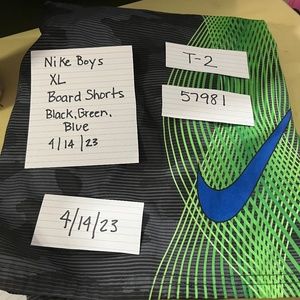 Nike Boys
XL
Board Shorts
Black, Green,
Blue
4/14/23
T-2
57981
4/14/23